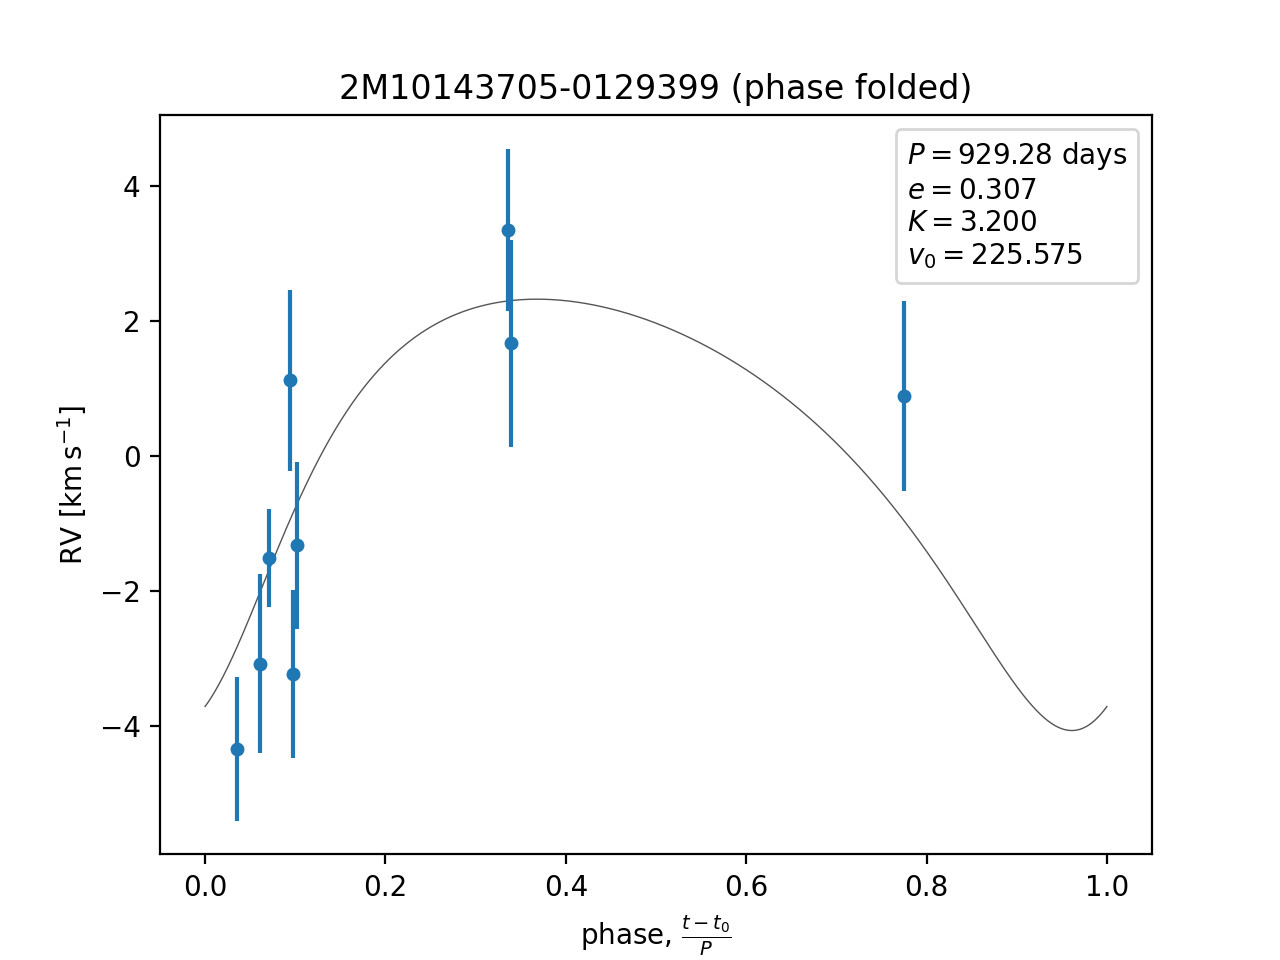 2M10143705-0129399 (phase folded)
P = 929.28 days
e = 0.307
K = 3.200
v₀ = 225.575
4
2
0
−2
−4
RV [km s⁻¹]
0.0 0.2 0.4 0.6 0.8 1.0
phase, (t − t₀)/P